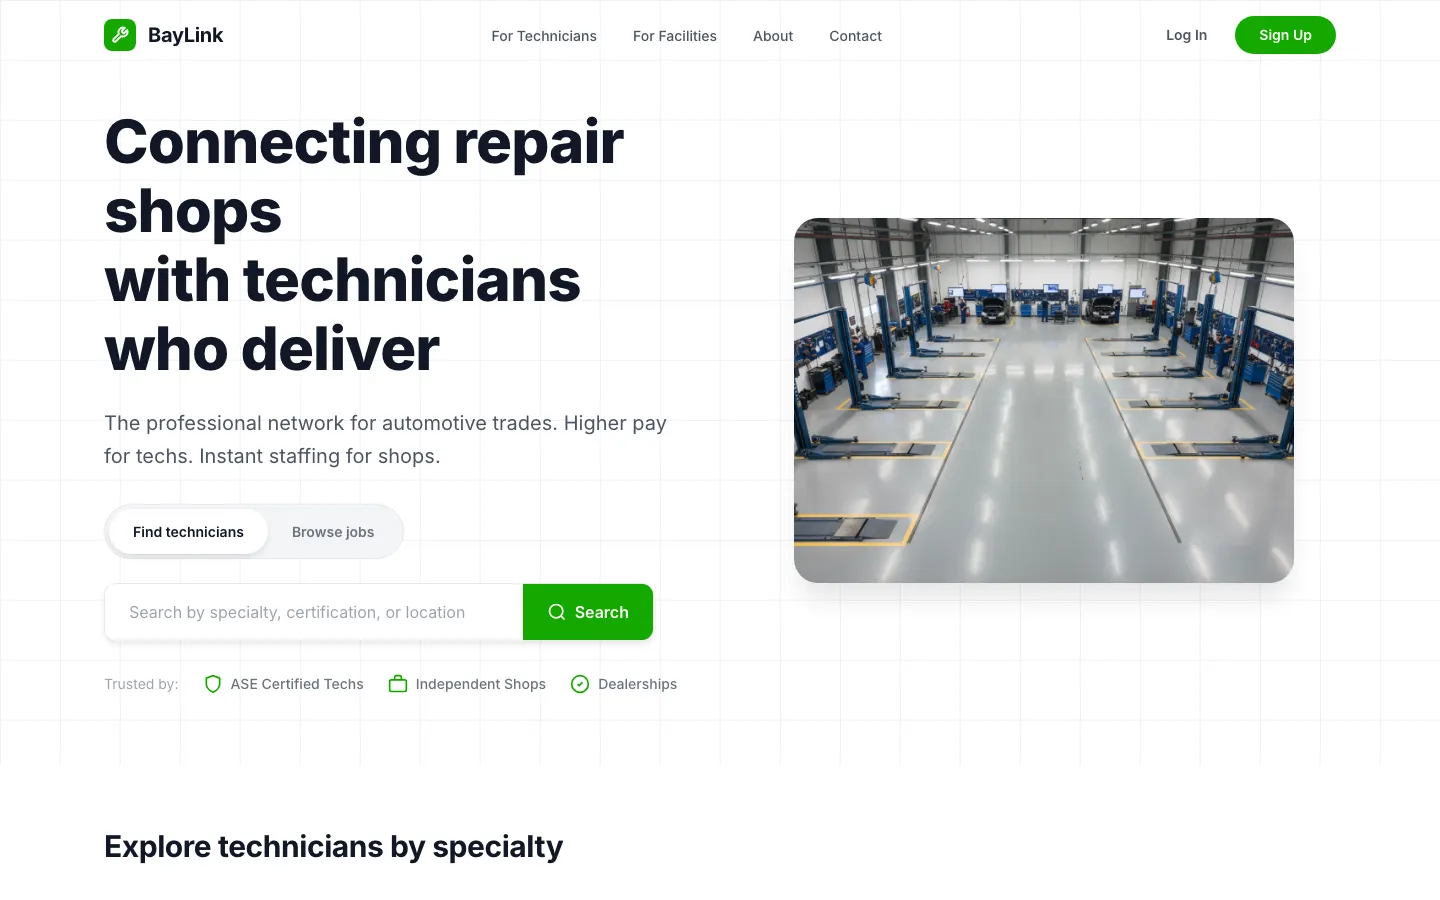 BayLink
For Technicians
For Facilities
About
Contact
Log In
Sign Up
Connecting repair
shops
with technicians
who deliver
The professional network for automotive trades. Higher pay
for techs. Instant staffing for shops.
Find technicians
Browse jobs
Search by specialty, certification, or location
Search
Trusted by:
ASE Certified Techs
Independent Shops
Dealerships
Explore technicians by specialty